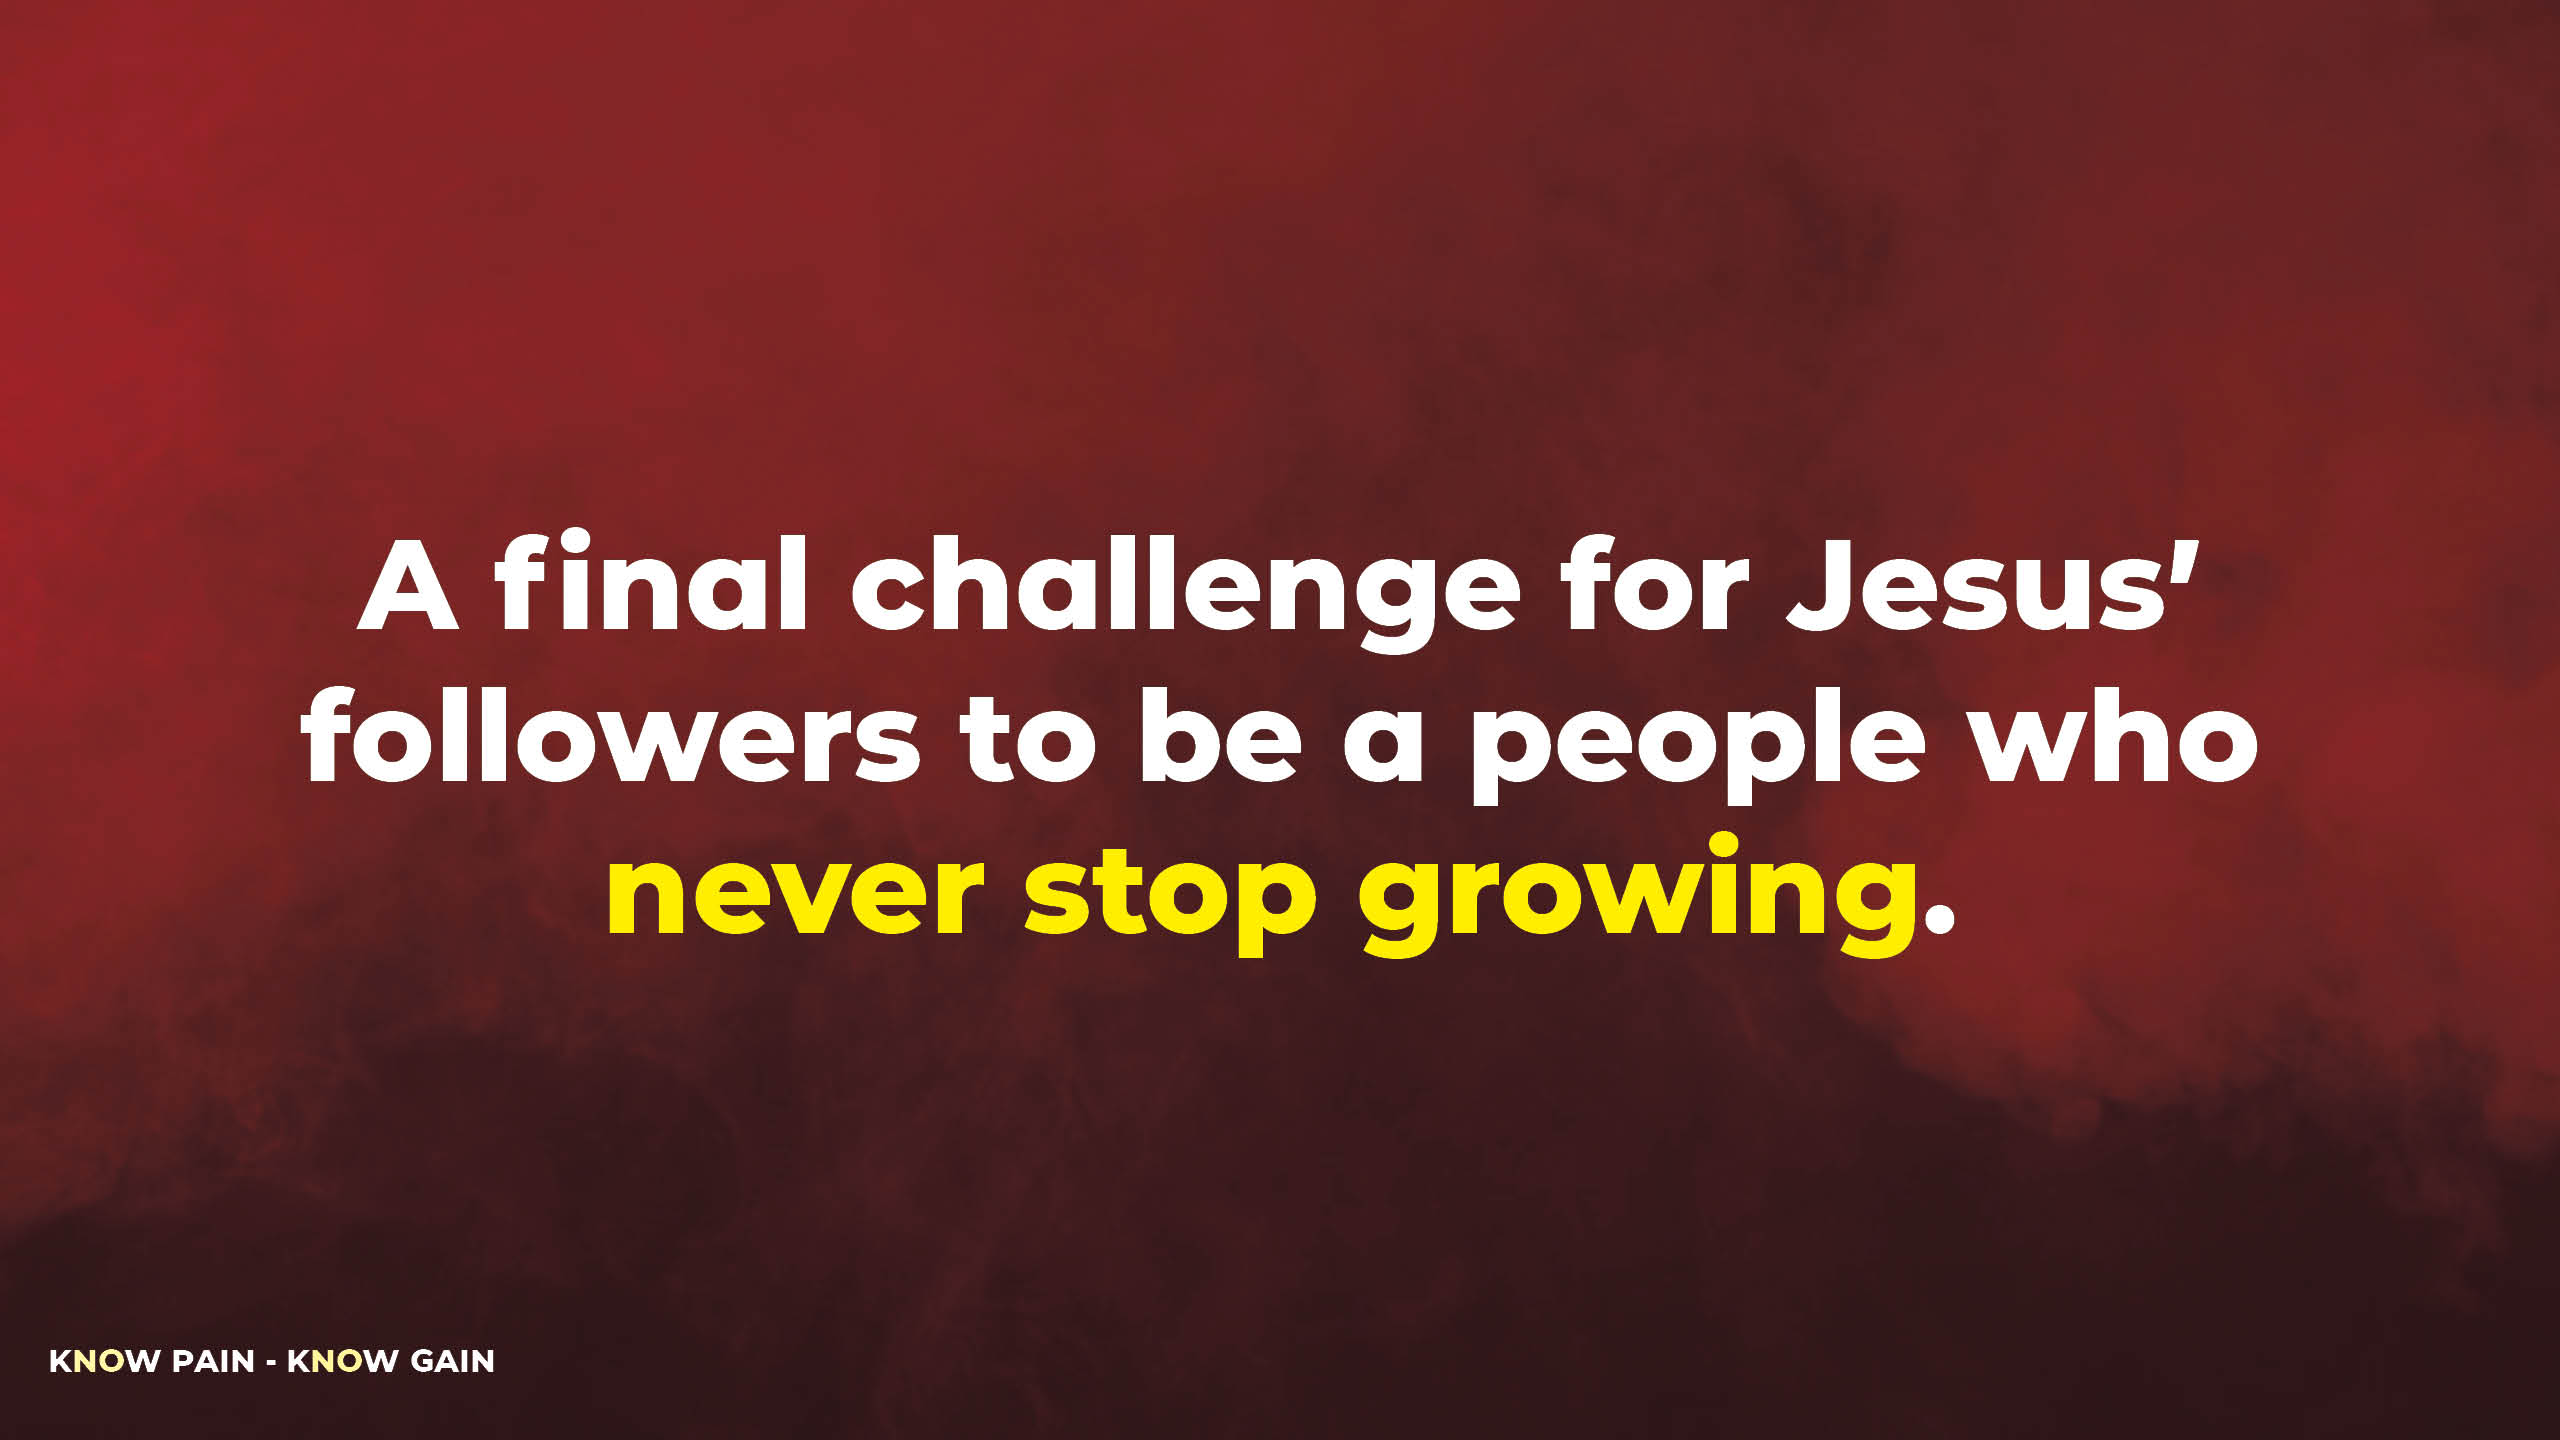 A final challenge for Jesus’
followers to be a people who
never stop growing.
KNOW PAIN - KNOW GAIN